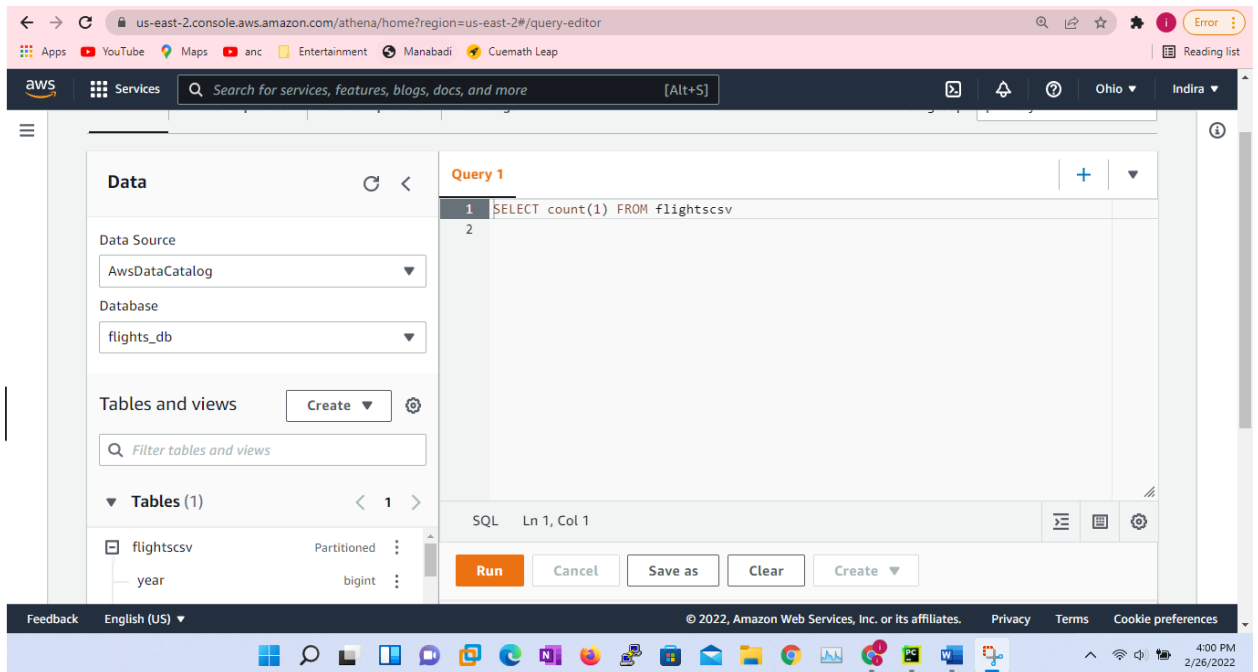 us-east-2.console.aws.amazon.com/athena/home?region=us-east-2#/query-editor
i
Error
Apps
YouTube
Maps
anc
Entertainment
Manabadi
Cuemath Leap
Reading list
aws
Services
Search for services, features, blogs, docs, and more
[Alt+S]
Ohio ▼
Indira ▼
Data
Query 1
1 SELECT count(1) FROM flightscsv
2
Data Source
AwsDataCatalog
Database
flights_db
Tables and views
Create ▼
Filter tables and views
▼ Tables (1)
< 1 >
SQL Ln 1, Col 1
flightscsv
Partitioned
year
bigint
Run
Cancel
Save as
Clear
Create ▼
Feedback
English (US) ▼
© 2022, Amazon Web Services, Inc. or its affiliates.
Privacy
Terms
Cookie preferences
4:00 PM
2/26/2022